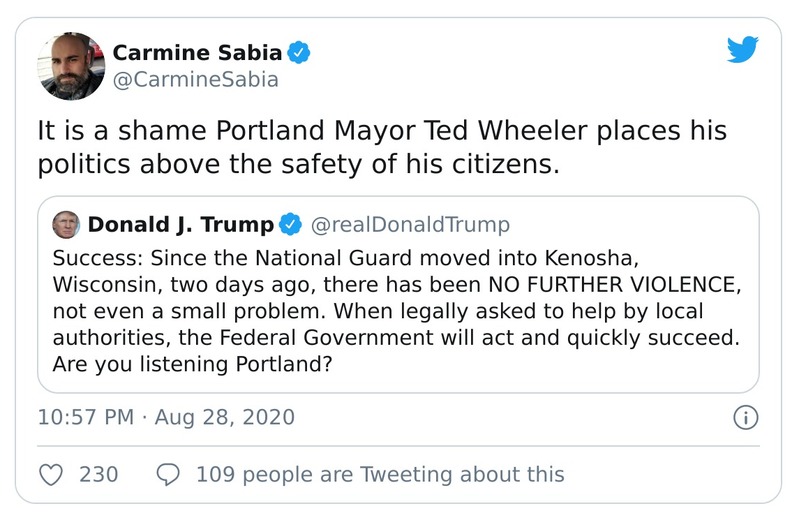 Carmine Sabia
@CarmineSabia
It is a shame Portland Mayor Ted Wheeler places his
politics above the safety of his citizens.
Donald J. Trump @realDonaldTrump
Success: Since the National Guard moved into Kenosha,
Wisconsin, two days ago, there has been NO FURTHER VIOLENCE,
not even a small problem. When legally asked to help by local
authorities, the Federal Government will act and quickly succeed.
Are you listening Portland?
10:57 PM · Aug 28, 2020
230 109 people are Tweeting about this